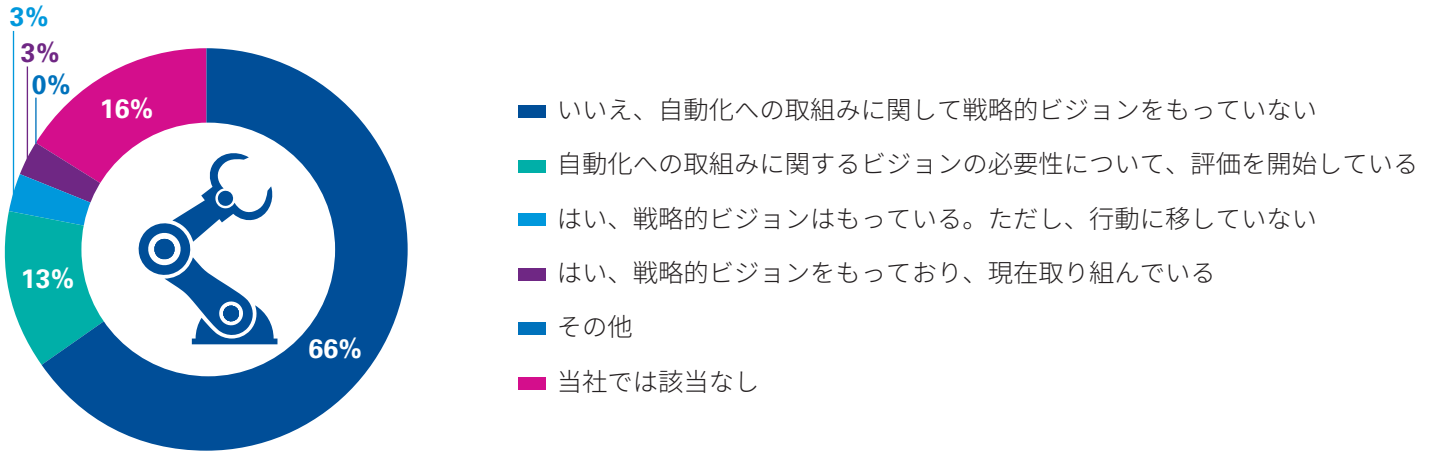 3%
3%
0%
16%
13%
66%
いいえ、自動化への取組みに関して戦略的ビジョンをもっていない
自動化への取組みに関するビジョンの必要性について、評価を開始している
はい、戦略的ビジョンはもっている。ただし、行動に移していない
はい、戦略的ビジョンをもっており、現在取り組んでいる
その他
当社では該当なし